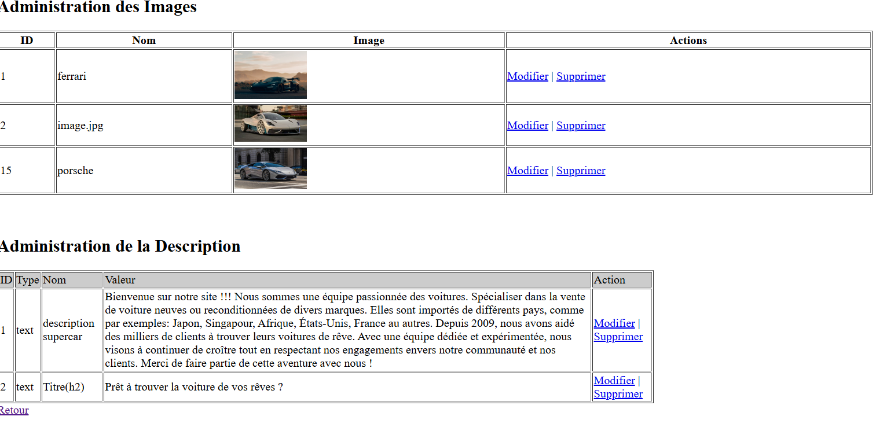 Administration des Images
ID Nom Image Actions
1 ferrari Modifier | Supprimer
2 image.jpg Modifier | Supprimer
15 porsche Modifier | Supprimer
Administration de la Description
ID Type Nom Valeur Action
1 text description supercar
Bienvenue sur notre site !!! Nous sommes une équipe passionnée des voitures. Spécialiser dans la vente
de voiture neuves ou reconditionnées de divers marques. Elles sont importés de différents pays, comme
par exemples: Japon, Singapour, Afrique, États-Unis, France au autres. Depuis 2009, nous avons aidé
des milliers de clients à trouver leurs voitures de rêve. Avec une équipe dédiée et expérimentée, nous
visons à continuer de croître tout en respectant nos engagements envers notre communauté et nos
clients. Merci de faire partie de cette aventure avec nous !
Modifier |
Supprimer
2 text Titre(h2) Prêt à trouver la voiture de vos rêves ?
Modifier |
Supprimer
Retour